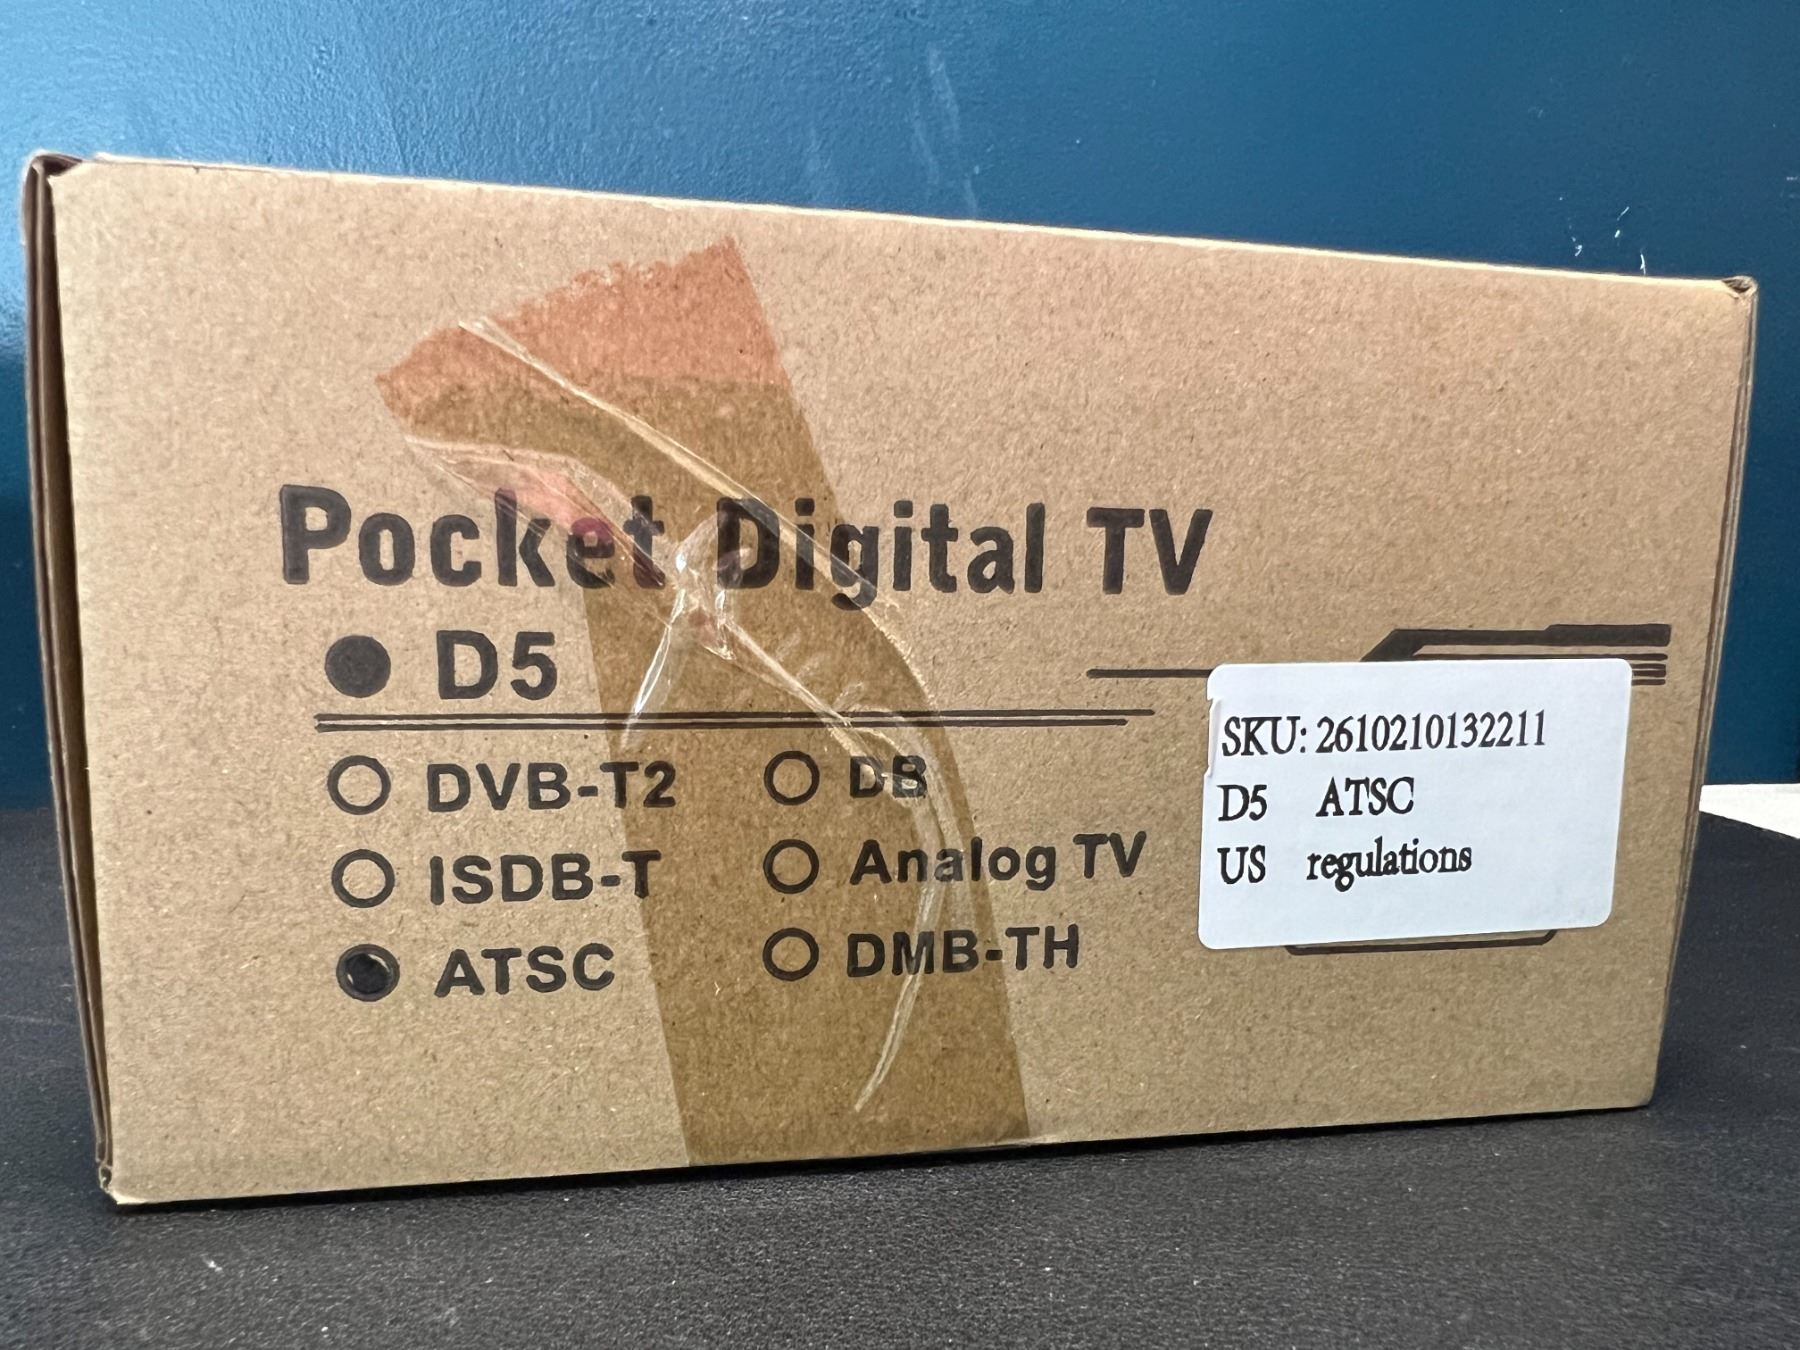 Pocket Digital TV
D5
DVB-T2
DB
ISDB-T
Analog TV
ATSC
DMB-TH
SKU: 2610210132211
D5 ATSC
US regulations